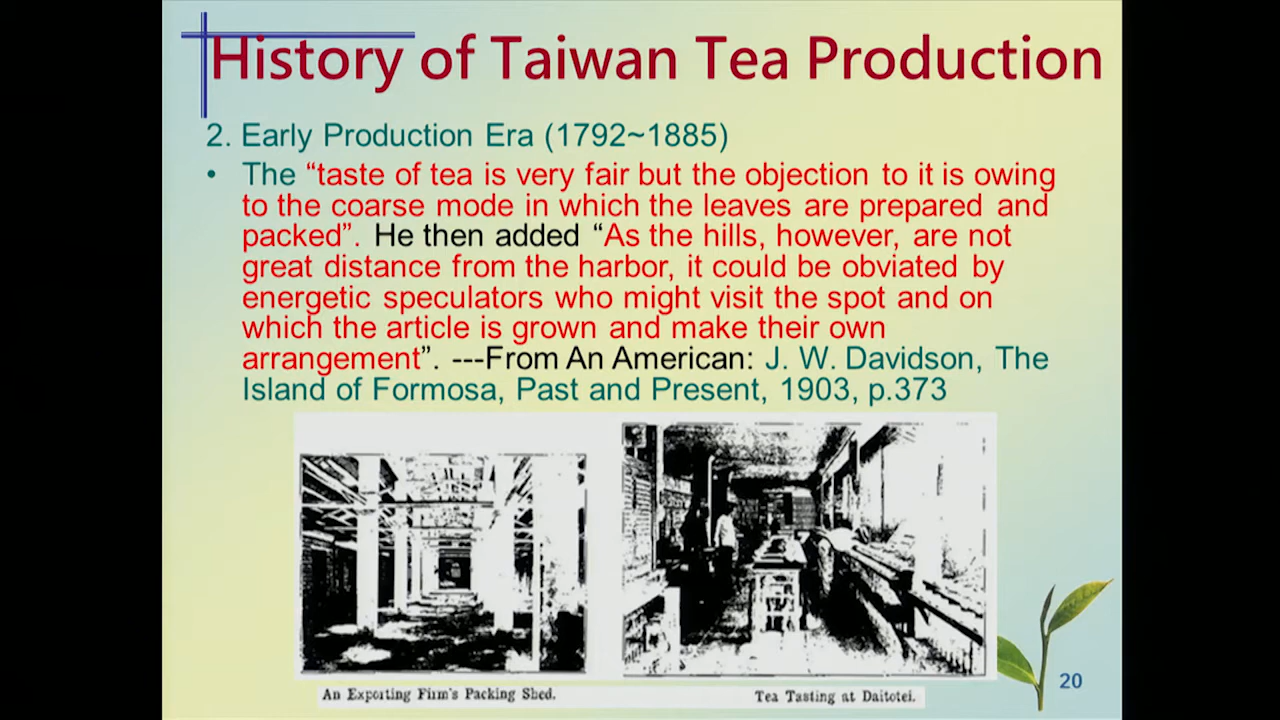 History of Taiwan Tea Production
2. Early Production Era (1792~1885)
• The “taste of tea is very fair but the objection to it is owing
to the coarse mode in which the leaves are prepared and
packed”. He then added “As the hills, however, are not
great distance from the harbor, it could be obviated by
energetic speculators who might visit the spot and on
which the article is grown and make their own
arrangement”. ---From An American: J. W. Davidson, The
Island of Formosa, Past and Present, 1903, p.373
An Exporting Firm's Packing Shed.
Tea Tasting at Daitotei.
20